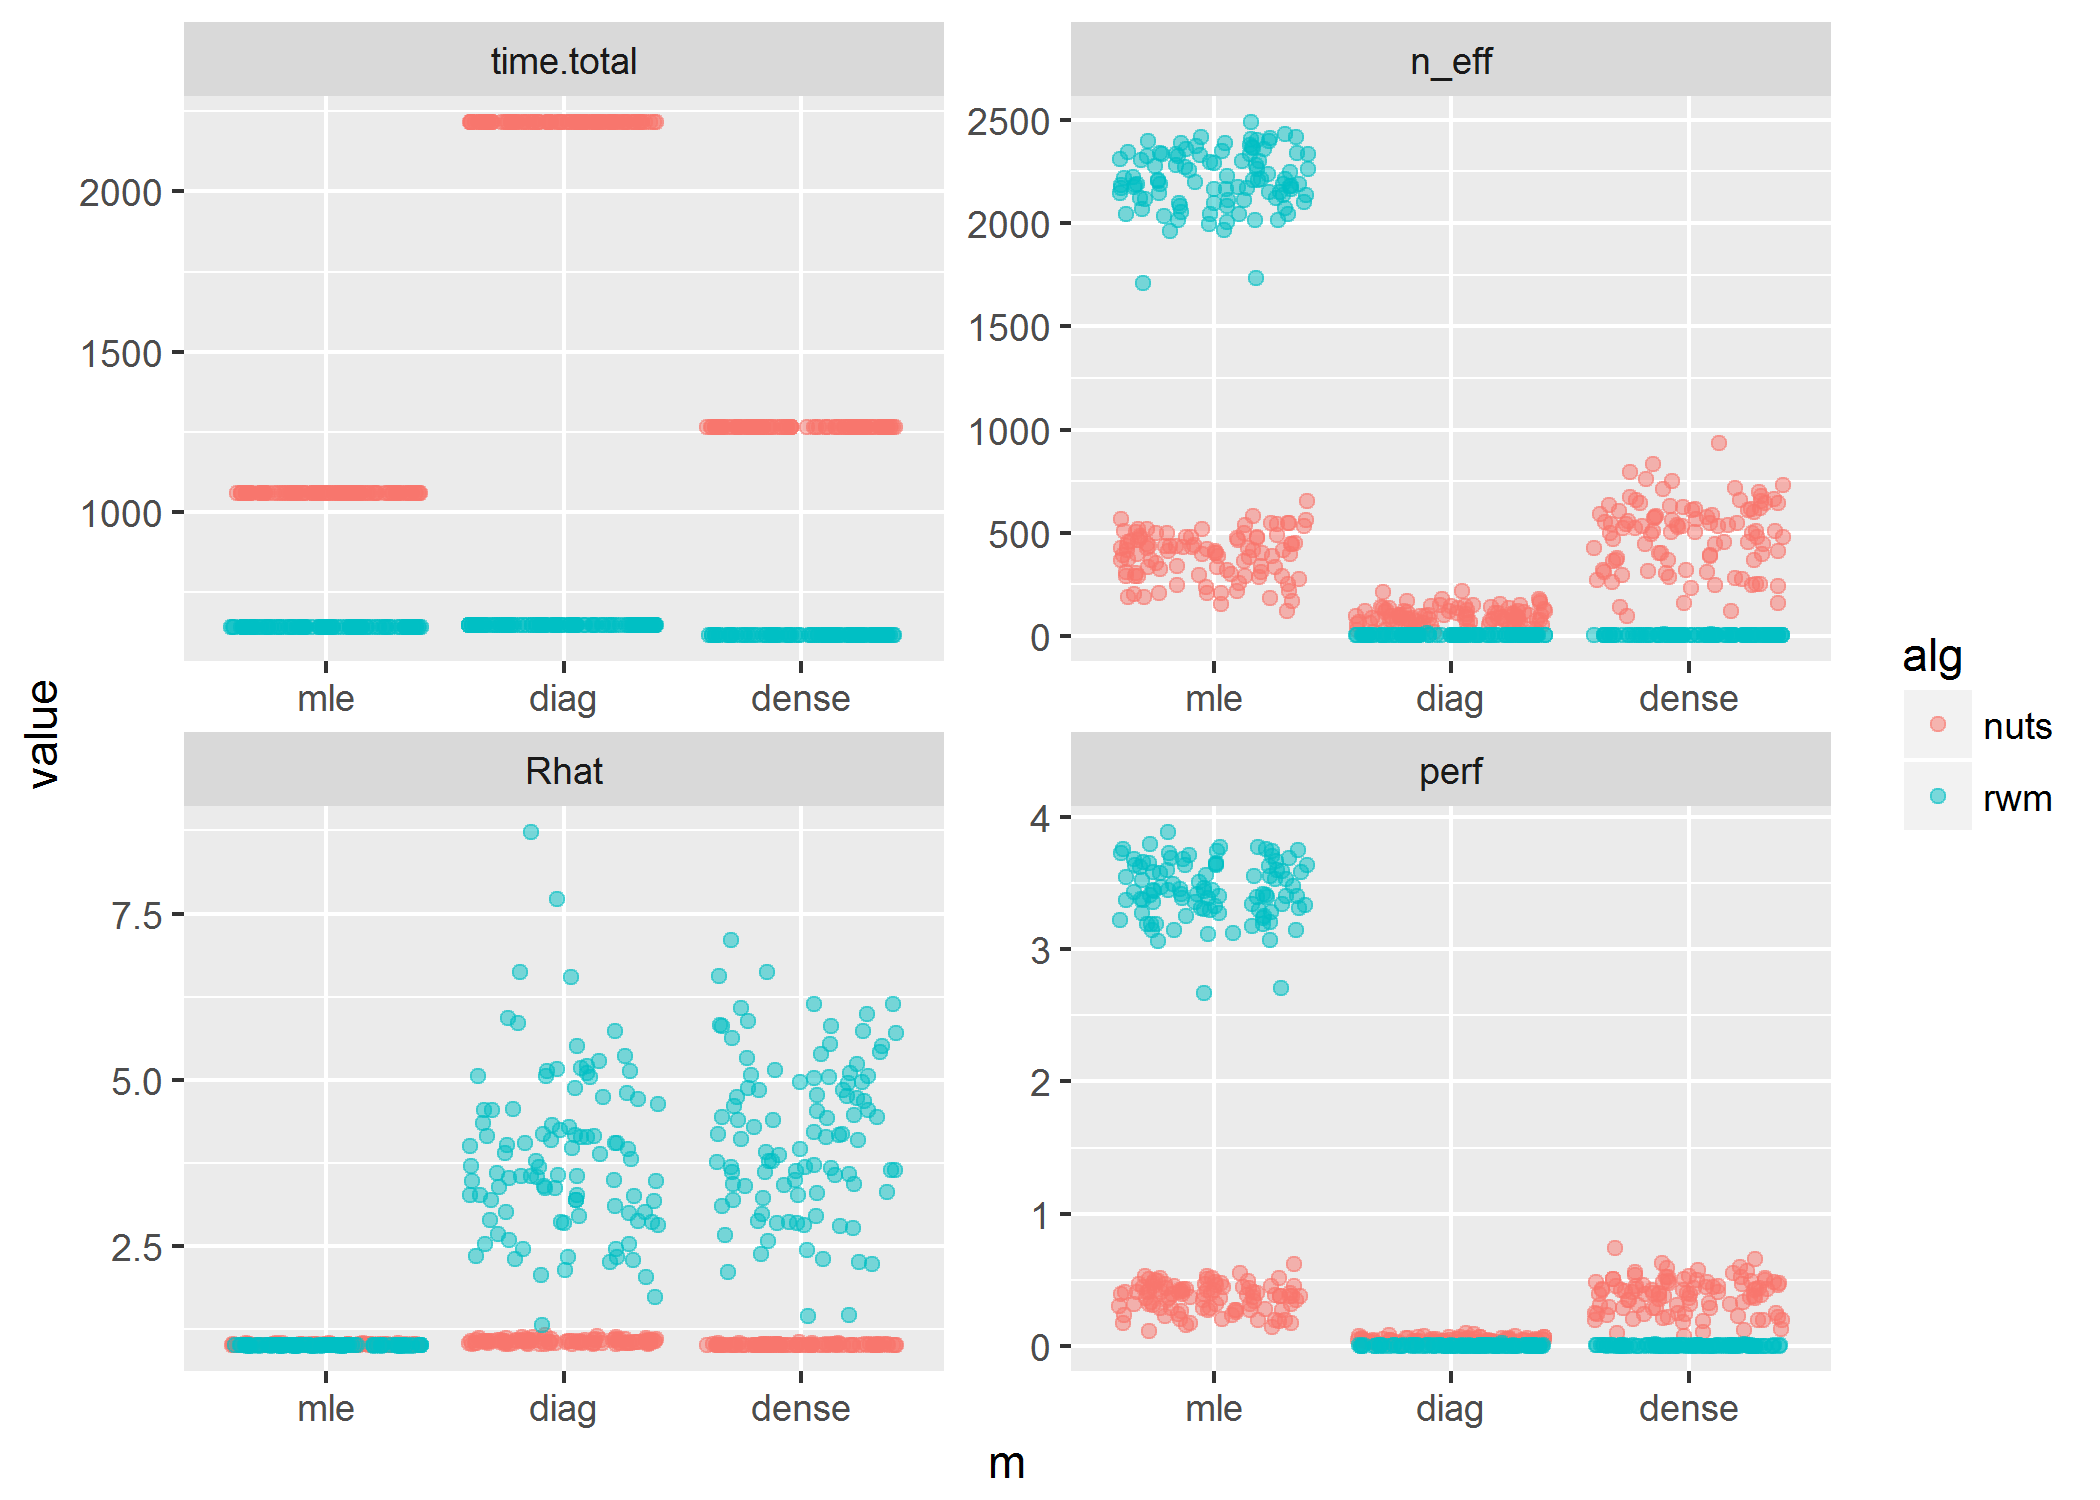 time.total
n_eff
2000
1500
1000
2500
2000
1500
1000
500
0
mle diag dense
mle diag dense
value
Rhat
perf
7.5
5.0
2.5
4
3
2
1
0
mle diag dense
mle diag dense
m
alg
nuts
rwm